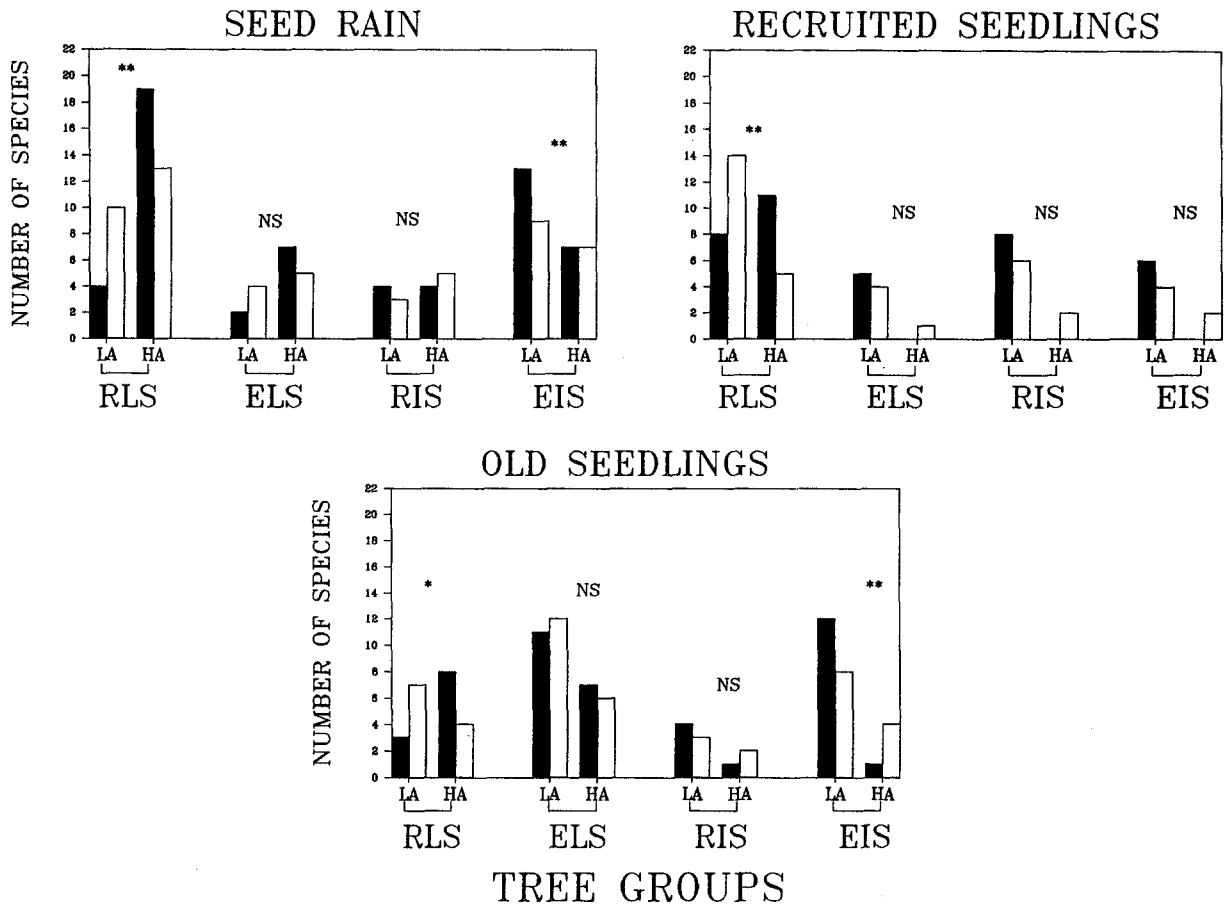 SEED RAIN
NUMBER OF SPECIES
22
20
18
16
14
12
10
8
6
4
2
0
** NS NS **
LA HA LA HA LA HA LA HA
RLS ELS RIS EIS
RECRUITED SEEDLINGS
22
20
18
16
14
12
10
8
6
4
2
0
** NS NS NS
LA HA LA HA LA HA LA HA
RLS ELS RIS EIS
OLD SEEDLINGS
NUMBER OF SPECIES
22
20
18
16
14
12
10
8
6
4
2
0
* NS NS **
LA HA LA HA LA HA LA HA
RLS ELS RIS EIS
TREE GROUPS